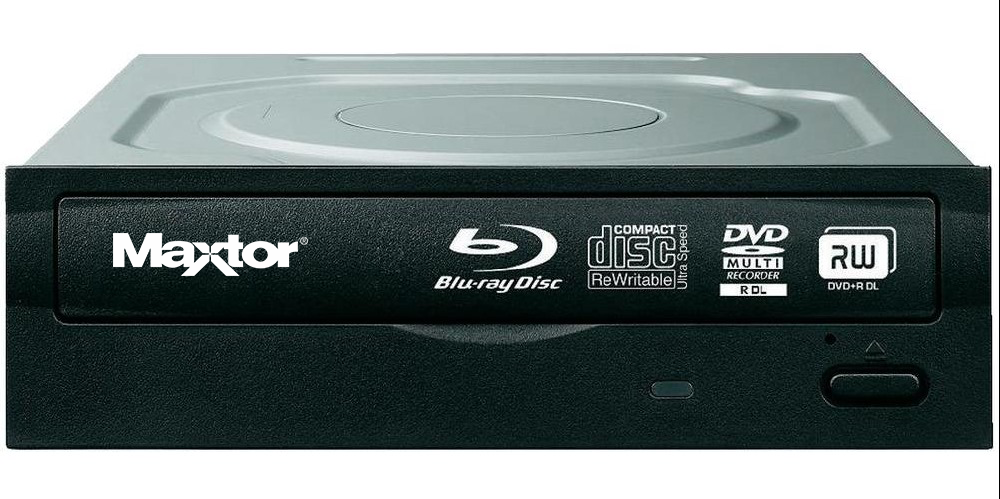 Maxtor®
Blu-ray Disc
COMPACT
disc
ReWritable
Ultra Speed
DVD
MULTI
RECORDER
R DL
RW
DVD+R DL